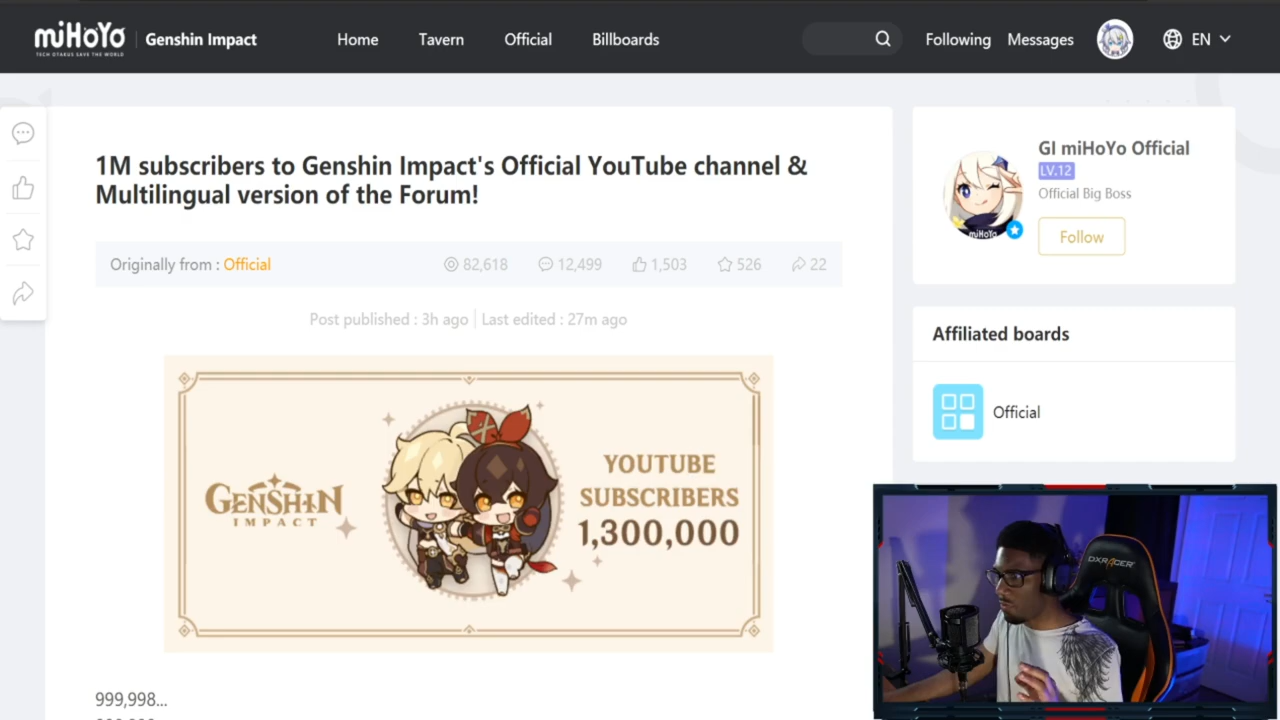 miHoYo
TECH OTAKUS SAVE THE WORLD
Genshin Impact
Home
Tavern
Official
Billboards
Following
Messages
EN
1M subscribers to Genshin Impact's Official YouTube channel &
Multilingual version of the Forum!
Originally from : Official
82,618
12,499
1,503
526
22
Post published : 3h ago
Last edited : 27m ago
GENSHIN
IMPACT
YOUTUBE
SUBSCRIBERS
1,300,000
999,998...
GI miHoYo Official
LV.12
Official Big Boss
miHoYo
Follow
Affiliated boards
Official
DXRACER